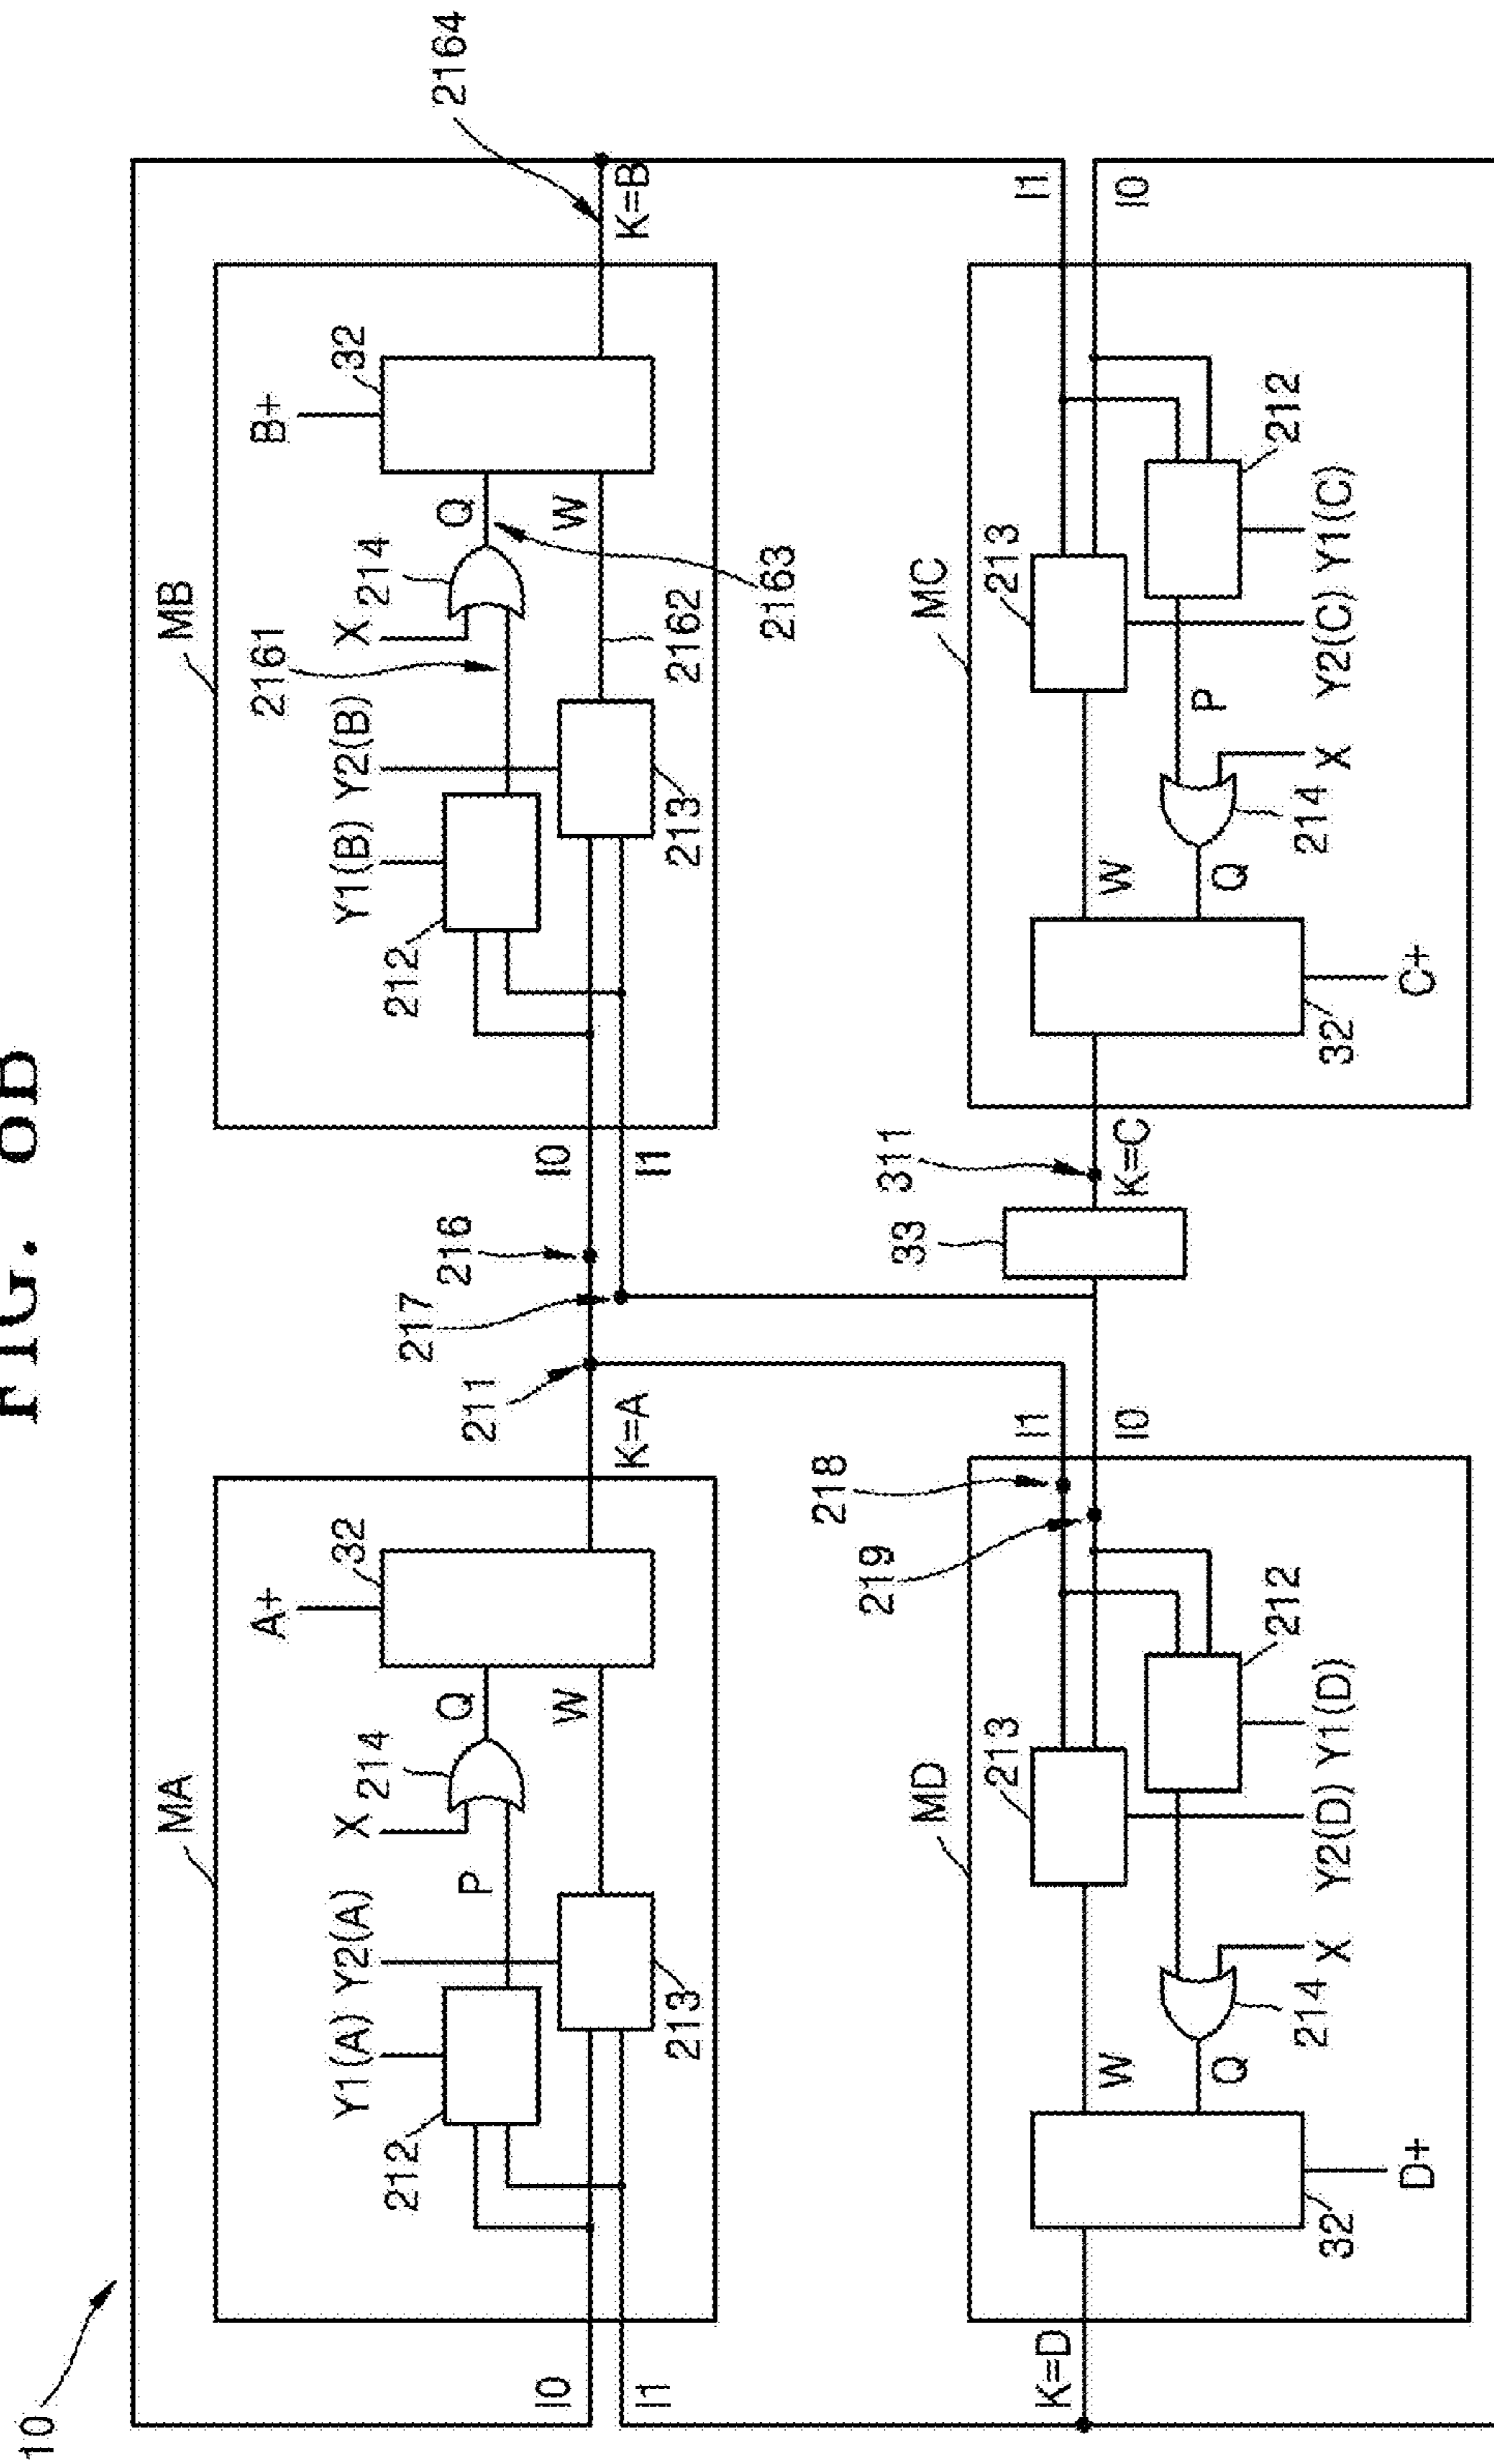 FIG.
10
MA
MB
A+
B+
2161
Y1(A) Y2(A)
X
32
Y1(B) Y2(B)
X
32
212
P
214
Q
212
214
Q
2164
I0
W
211
217
216
I0
W
I1
213
K=A
I1
213
2162
K=B
2163
MD
218
219
33
311
MC
K=D
213
I1
213
I1
W
I0
K=C
W
I0
Q
Q
P
32
214
212
32
214
212
X
Y2(D) Y1(D)
X
Y2(C) Y1(C)
D+
C+